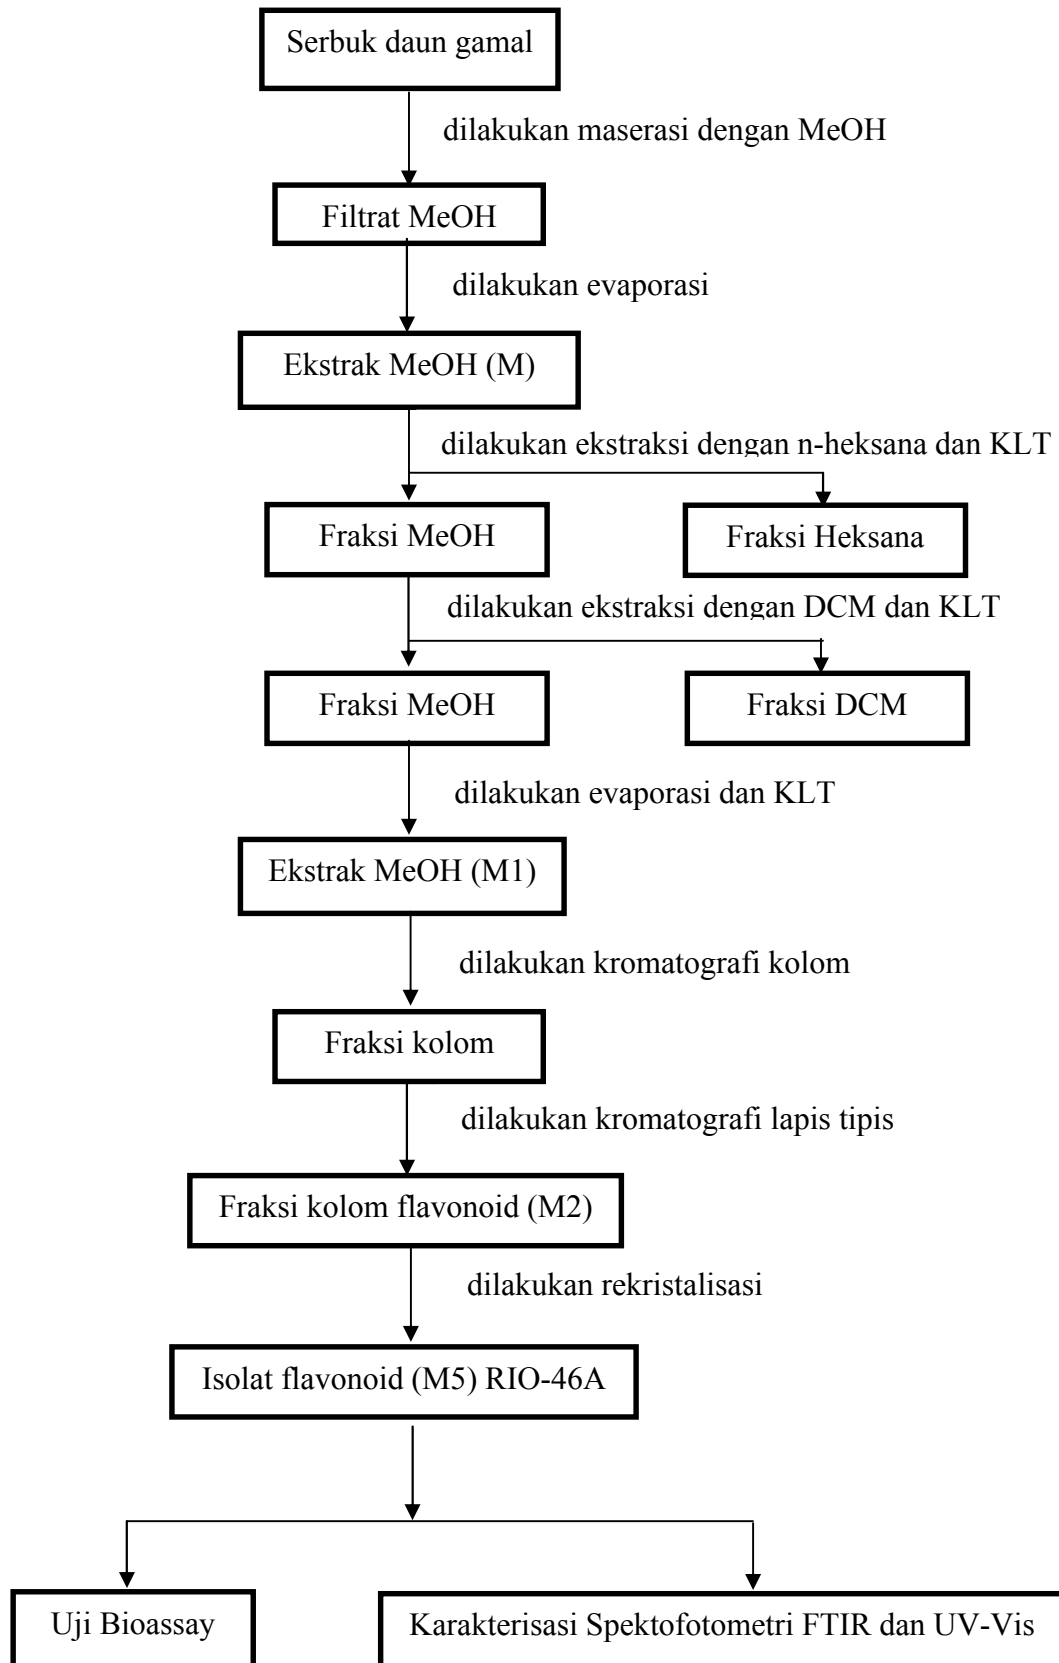 Serbuk daun gamal
dilakukan maserasi dengan MeOH
Filtrat MeOH
dilakukan evaporasi
Ekstrak MeOH (M)
dilakukan ekstraksi dengan n-heksana dan KLT
Fraksi MeOH
Fraksi Heksana
dilakukan ekstraksi dengan DCM dan KLT
Fraksi MeOH
Fraksi DCM
dilakukan evaporasi dan KLT
Ekstrak MeOH (M1)
dilakukan kromatografi kolom
Fraksi kolom
dilakukan kromatografi lapis tipis
Fraksi kolom flavonoid (M2)
dilakukan rekristalisasi
Isolat flavonoid (M5) RIO-46A
Uji Bioassay
Karakterisasi Spektofotometri FTIR dan UV-Vis